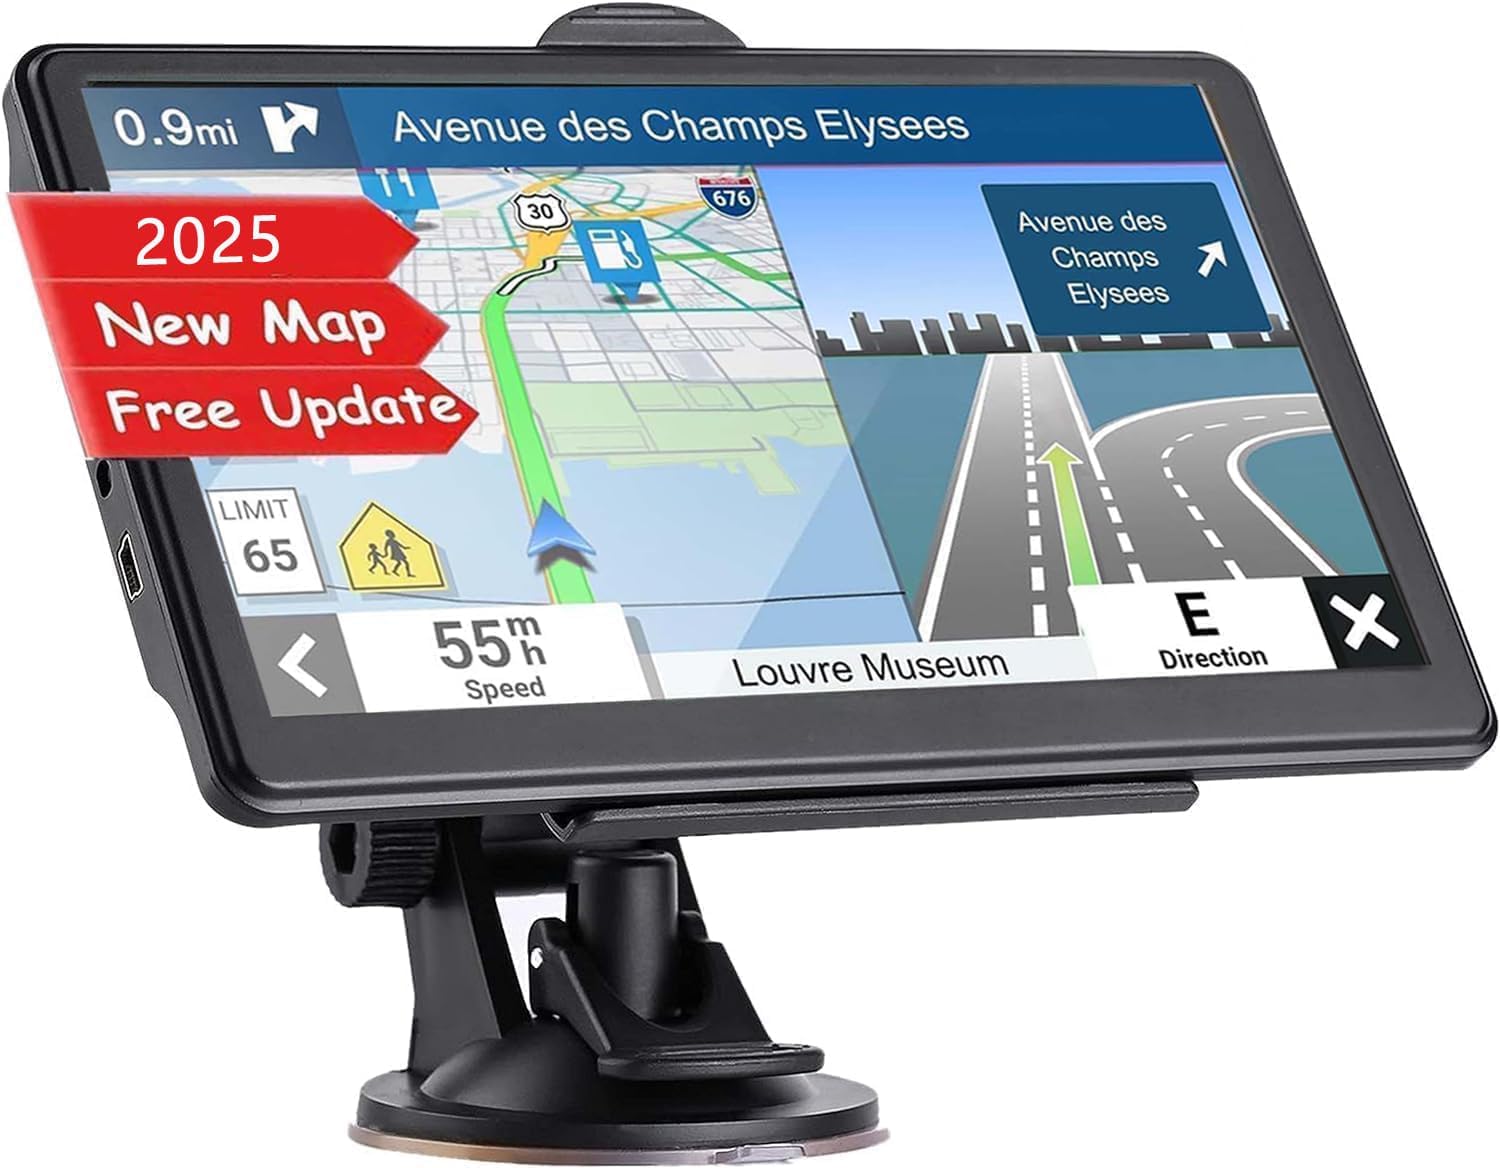 0.9mi
Avenue des Champs Elysees
2025
New Map
Free Update
30
676
Avenue des
Champs
Elysees
LIMIT
65
55 mh
Speed
Louvre Museum
E
Direction